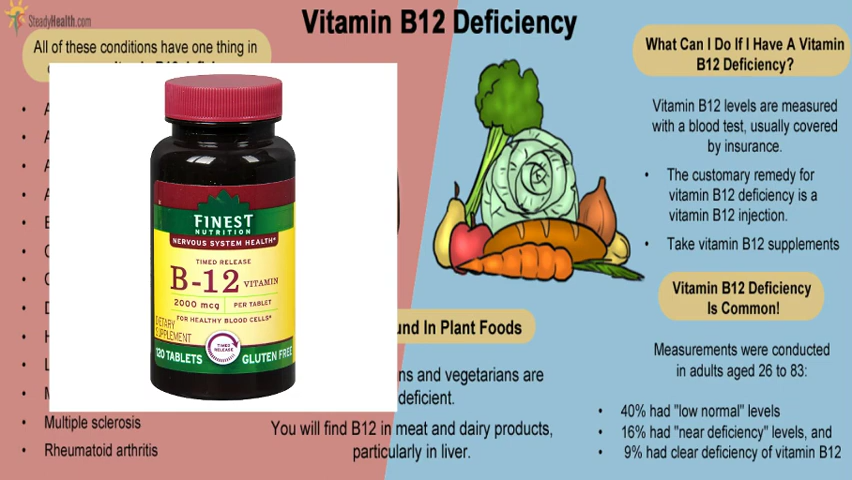 SteadyHealth.com
Vitamin B12 Deficiency
All of these conditions have one thing in
Multiple sclerosis
Rheumatoid arthritis
FINEST
NUTRITION
NERVOUS SYSTEM HEALTH*
TIMED RELEASE
B-12 VITAMIN
2000 mcg PER TABLET
FOR HEALTHY BLOOD CELLS*
DIETARY
SUPPLEMENT
TIMED
RELEASE
120 TABLETS
GLUTEN FREE
In Plant Foods
and vegetarians are
deficient.
You will find B12 in meat and dairy products,
particularly in liver.
What Can I Do If I Have A Vitamin
B12 Deficiency?
Vitamin B12 levels are measured
with a blood test, usually covered
by insurance.
• The customary remedy for
vitamin B12 deficiency is a
vitamin B12 injection.
• Take vitamin B12 supplements
Vitamin B12 Deficiency
Is Common!
Measurements were conducted
in adults aged 26 to 83:
• 40% had "low normal" levels
• 16% had "near deficiency" levels, and
• 9% had clear deficiency of vitamin B12